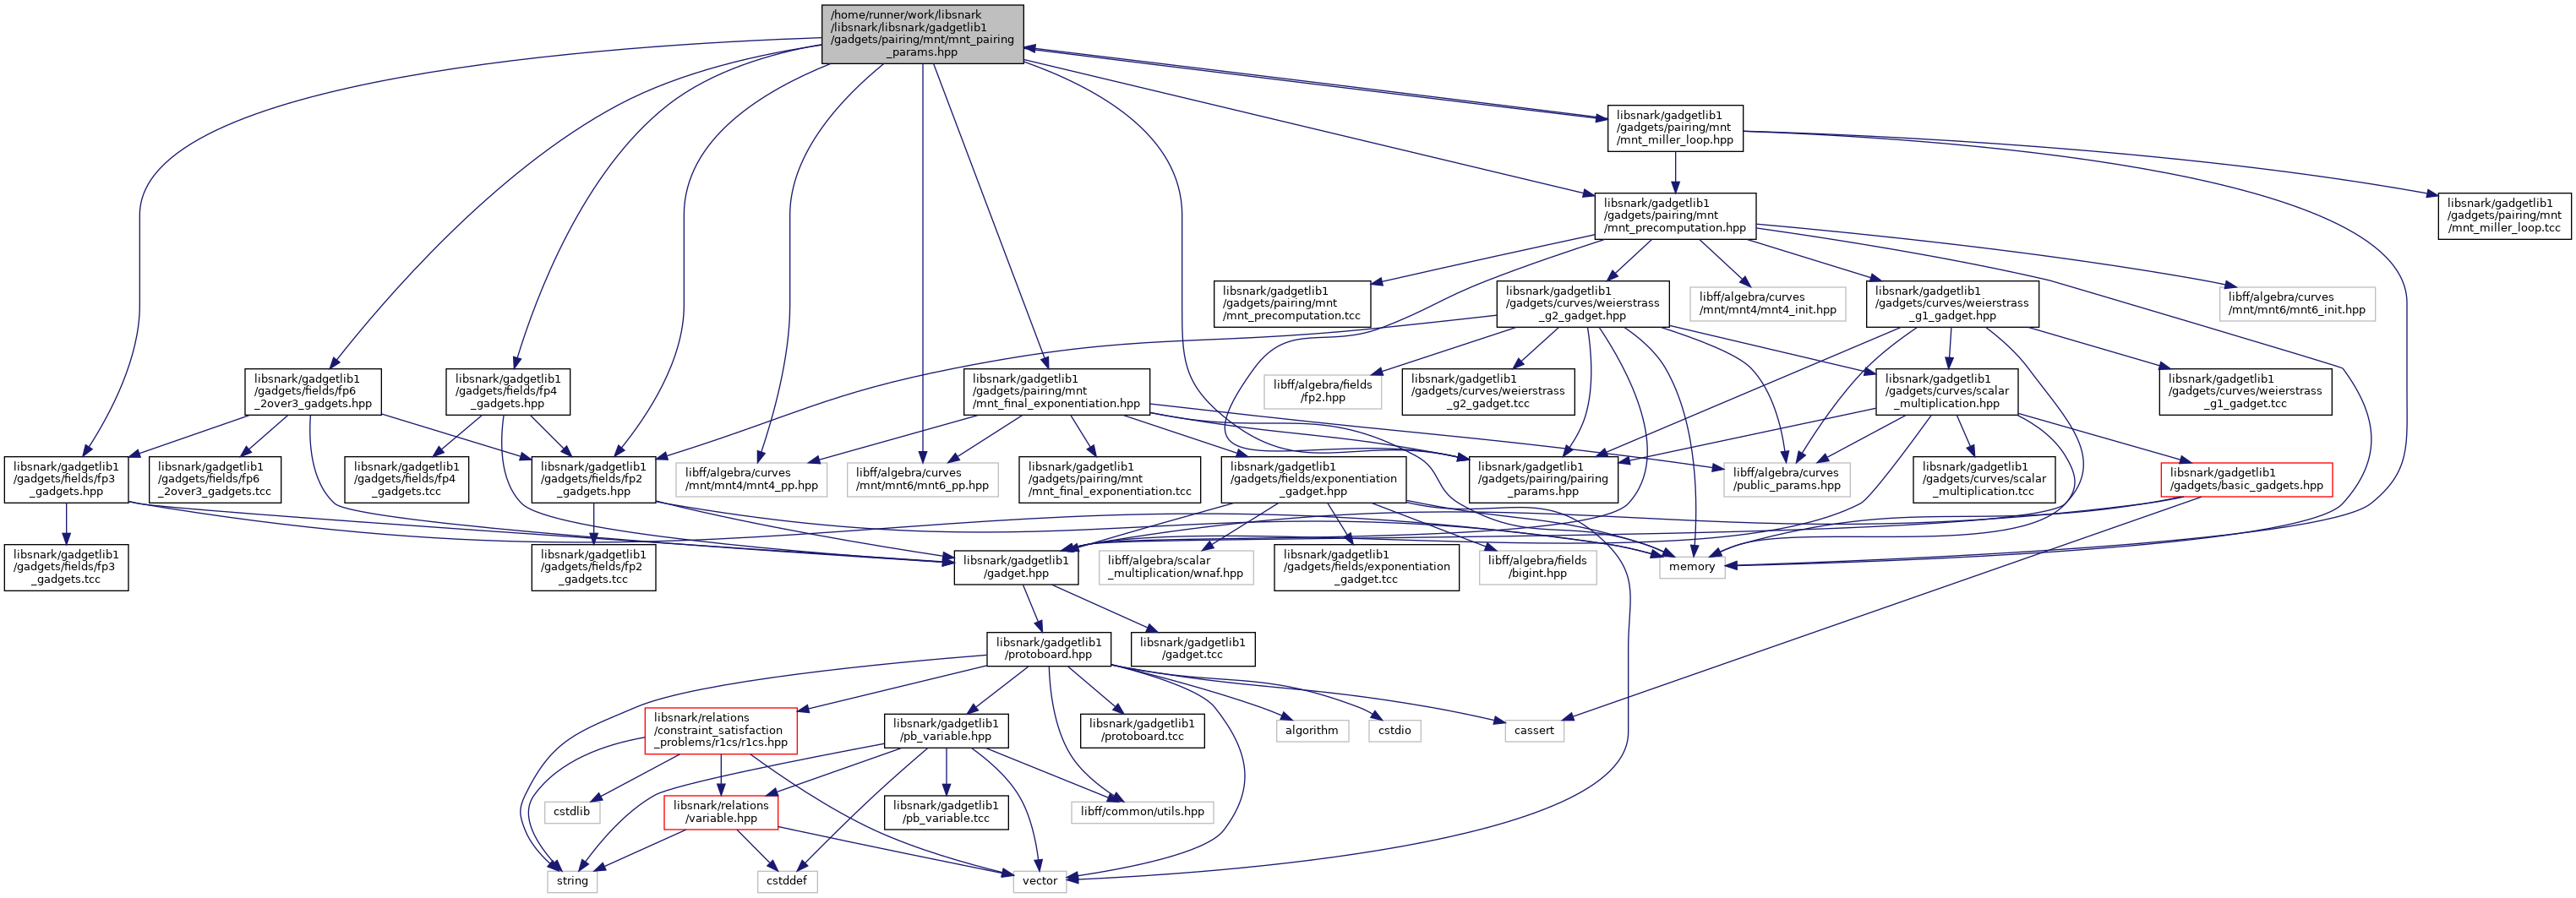 /home/runner/work/libsnark
/libsnark/libsnark/gadgetlib1
/gadgets/pairing/mnt/mnt_pairing
_params.hpp
libsnark/gadgetlib1
/gadgets/pairing/mnt
/mnt_miller_loop.hpp
libsnark/gadgetlib1
/gadgets/pairing/mnt
/mnt_precomputation.hpp
libsnark/gadgetlib1
/gadgets/pairing/mnt
/mnt_miller_loop.tcc
libsnark/gadgetlib1
/gadgets/pairing/mnt
/mnt_precomputation.tcc
libsnark/gadgetlib1
/gadgets/curves/weierstrass
_g2_gadget.hpp
libff/algebra/curves
/mnt/mnt4/mnt4_init.hpp
libsnark/gadgetlib1
/gadgets/curves/weierstrass
_g1_gadget.hpp
libff/algebra/curves
/mnt/mnt6/mnt6_init.hpp
libsnark/gadgetlib1
/gadgets/fields/fp6
_2over3_gadgets.hpp
libsnark/gadgetlib1
/gadgets/fields/fp4
_gadgets.hpp
libsnark/gadgetlib1
/gadgets/pairing/mnt
/mnt_final_exponentiation.hpp
libff/algebra/fields
/fp2.hpp
libsnark/gadgetlib1
/gadgets/curves/weierstrass
_g2_gadget.tcc
libsnark/gadgetlib1
/gadgets/curves/scalar
_multiplication.hpp
libsnark/gadgetlib1
/gadgets/curves/weierstrass
_g1_gadget.tcc
libsnark/gadgetlib1
/gadgets/fields/fp3
_gadgets.hpp
libsnark/gadgetlib1
/gadgets/fields/fp6
_2over3_gadgets.tcc
libsnark/gadgetlib1
/gadgets/fields/fp4
_gadgets.tcc
libsnark/gadgetlib1
/gadgets/fields/fp2
_gadgets.hpp
libff/algebra/curves
/mnt/mnt4/mnt4_pp.hpp
libff/algebra/curves
/mnt/mnt6/mnt6_pp.hpp
libsnark/gadgetlib1
/gadgets/pairing/mnt
/mnt_final_exponentiation.tcc
libsnark/gadgetlib1
/gadgets/fields/exponentiation
_gadget.hpp
libsnark/gadgetlib1
/gadgets/pairing/pairing
_params.hpp
libff/algebra/curves
/public_params.hpp
libsnark/gadgetlib1
/gadgets/curves/scalar
_multiplication.tcc
libsnark/gadgetlib1
/gadgets/basic_gadgets.hpp
libsnark/gadgetlib1
/gadgets/fields/fp3
_gadgets.tcc
libsnark/gadgetlib1
/gadgets/fields/fp2
_gadgets.tcc
libsnark/gadgetlib1
/gadget.hpp
libff/algebra/scalar
_multiplication/wnaf.hpp
libsnark/gadgetlib1
/gadgets/fields/exponentiation
_gadget.tcc
libff/algebra/fields
/bigint.hpp
memory
libsnark/gadgetlib1
/protoboard.hpp
libsnark/gadgetlib1
/gadget.tcc
libsnark/relations
/constraint_satisfaction
_problems/r1cs/r1cs.hpp
libsnark/gadgetlib1
/pb_variable.hpp
libsnark/gadgetlib1
/protoboard.tcc
algorithm
cstdio
cassert
cstdlib
libsnark/relations
/variable.hpp
libsnark/gadgetlib1
/pb_variable.tcc
libff/common/utils.hpp
string
cstddef
vector